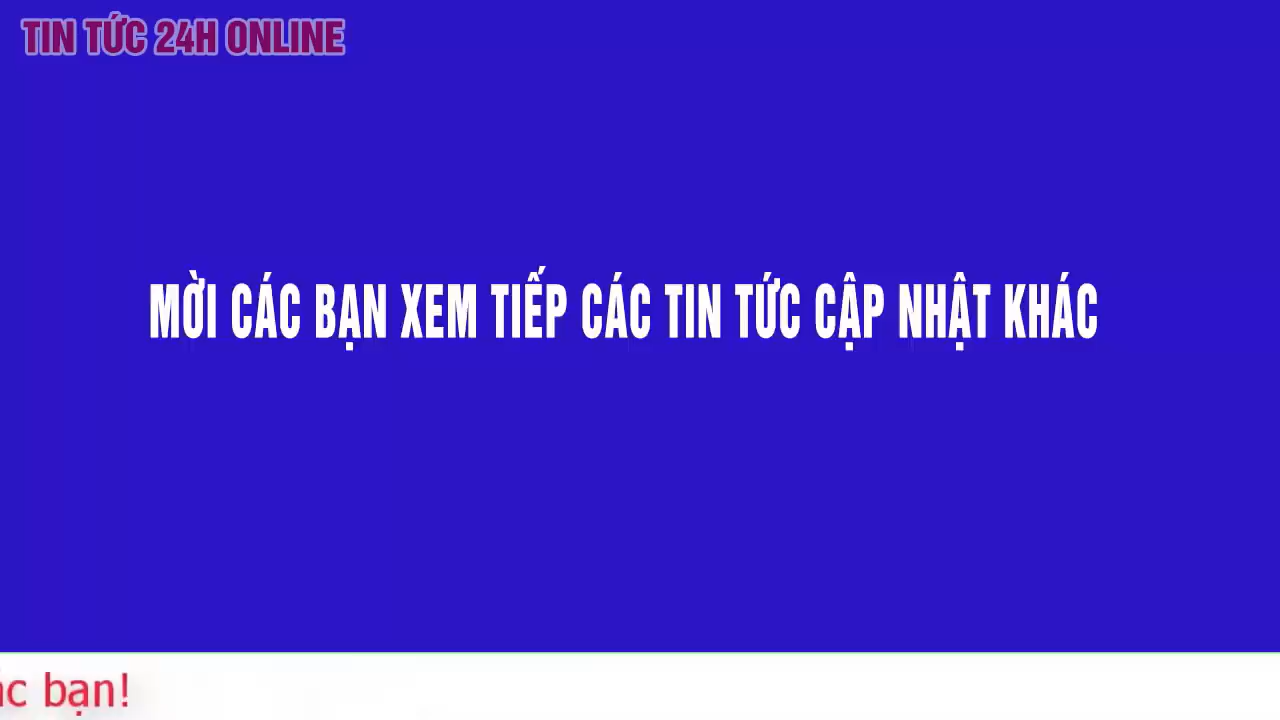 TIN TỨC 24H ONLINE
MỜI CÁC BẠN XEM TIẾP CÁC TIN TỨC CẬP NHẬT KHÁC
bạn!